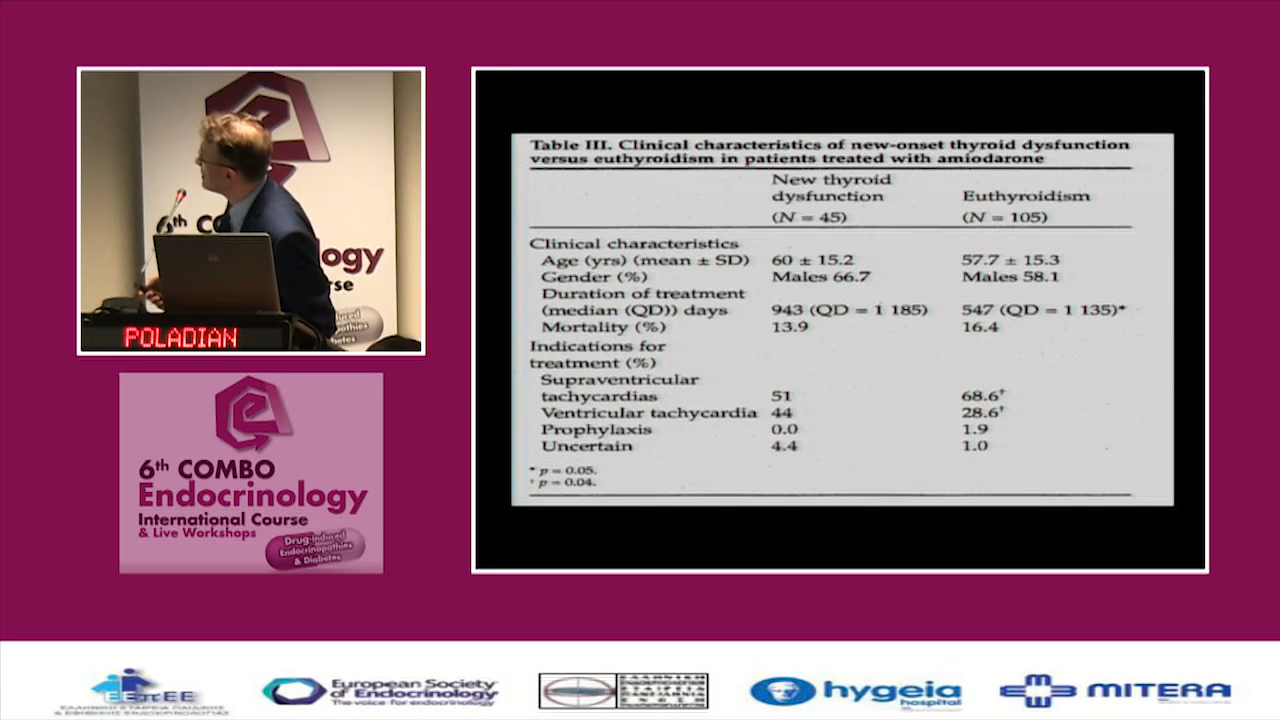 6th CO
ogy
rse
POLADIAN
6th COMBO
Endocrinology
International Course
& Live Workshops
Drug-induced
Endocrinopathies
& Diabetes
Table III. Clinical characteristics of new-onset thyroid dysfunction
versus euthyroidism in patients treated with amiodarone
New thyroid
dysfunction Euthyroidism
(N = 45) (N = 105)
Clinical characteristics
Age (yrs) (mean ± SD) 60 ± 15.2 57.7 ± 15.3
Gender (%) Males 66.7 Males 58.1
Duration of treatment
(median (QD)) days 943 (QD = 1 185) 547 (QD = 1 135)*
Mortality (%) 13.9 16.4
Indications for
treatment (%)
Supraventricular
tachycardias 51 68.6†
Ventricular tachycardia 44 28.6†
Prophylaxis 0.0 1.9
Uncertain 4.4 1.0
* p = 0.05.
† p = 0.04.
European Society
of Endocrinology
The voice for endocrinology
hygeia
hospital
MITERA